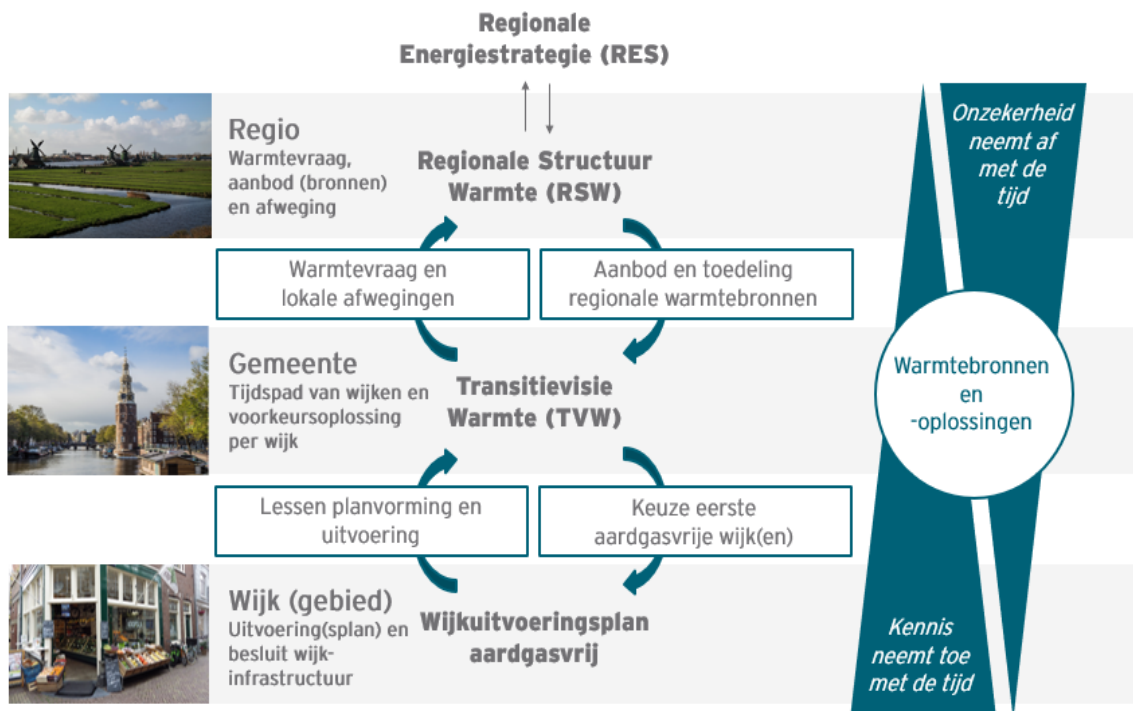 Regionale
Energiestrategie (RES)
Regio
Warmtevraag,
aanbod (bronnen)
en afweging
Regionale Structuur
Warmte (RSW)
Warmtevraag en
lokale afwegingen
Aanbod en toedeling
regionale warmtebronnen
Gemeente
Tijdspad van wijken en
voorkeursoplossing
per wijk
Transitievisie
Warmte (TVW)
Lessen planvorming en
uitvoering
Keuze eerste
aardgasvrije wijk(en)
Wijk (gebied)
Uitvoering(splan) en
besluit wijk-
infrastructuur
Wijkuitvoeringsplan
aardgasvrij
Onzekerheid
neemt af
met de
tijd
Warmtebronnen
en
-oplossingen
Kennis
neemt toe
met de tijd